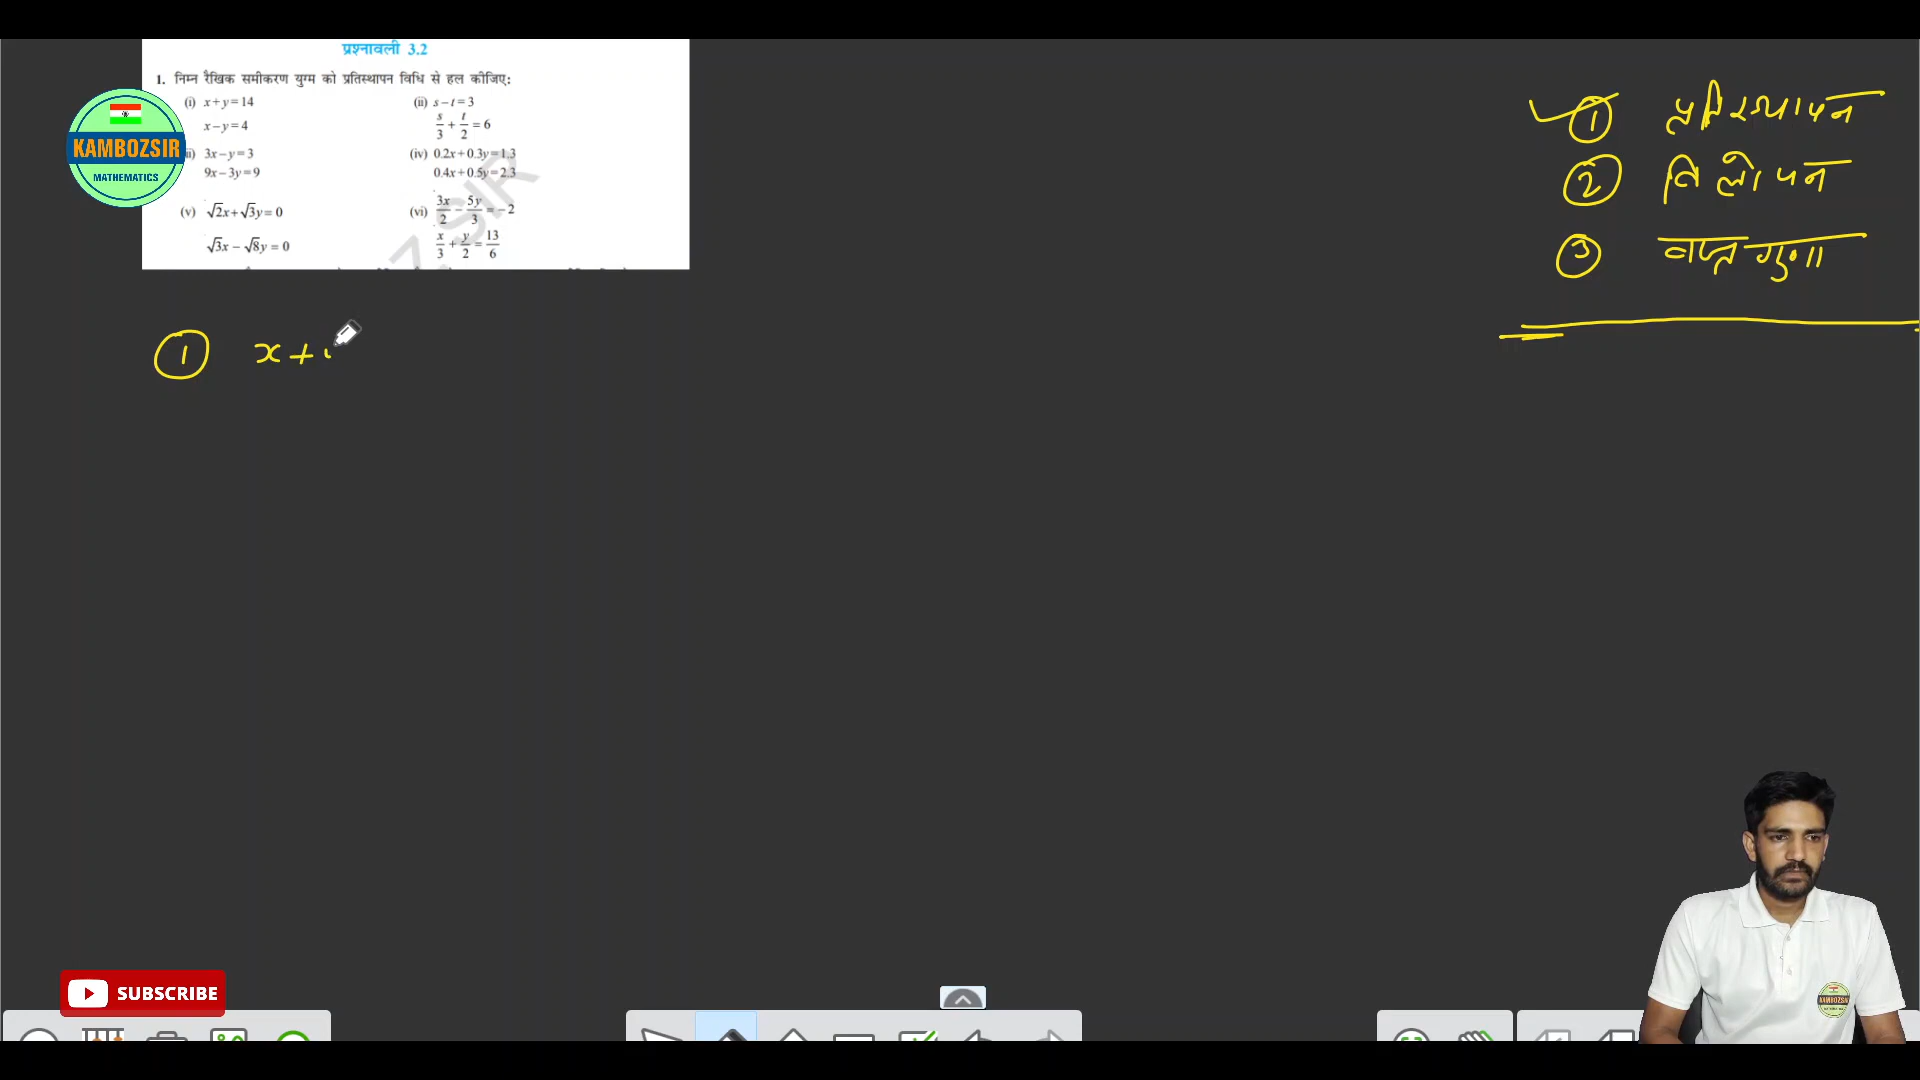 प्रश्नावली 3.2
1. निम्न रैखिक समीकरण युग्म को प्रतिस्थापन विधि से हल कीजिए:
(i) x + y = 14
x – y = 4
(ii) s – t = 3
s/3 + t/2 = 6
ii) 3x – y = 3
9x – 3y = 9
(iv) 0.2x + 0.3y = 1.3
0.4x + 0.5y = 2.3
(v) √2x + √3y = 0
√3x – √8y = 0
(vi) 3x/2 – 5y/3 = – 2
x/3 + y/2 = 13/6
Z SIR
KAMBOZSIR
MATHEMATICS
① प्रतिस्थापन
② विलोपन
③
① x +
SUBSCRIBE
KAMBOZSIR